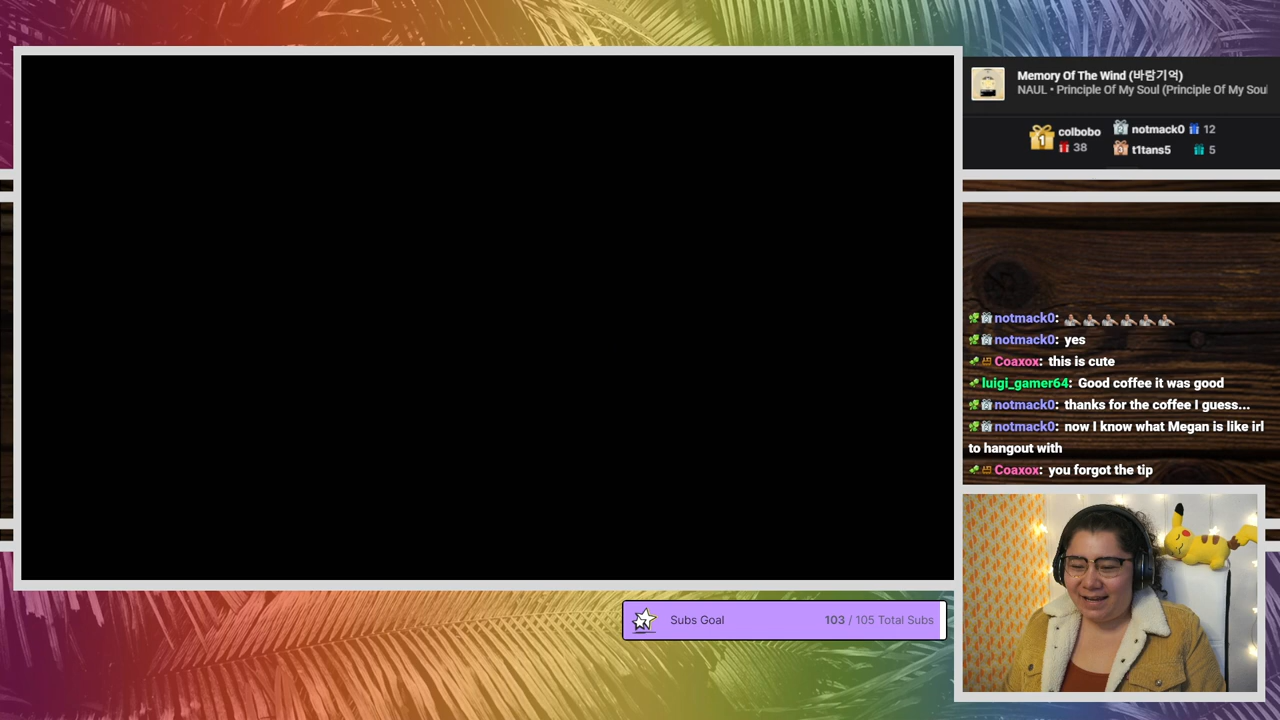 Memory Of The Wind (바람기억)
NAUL • Principle Of My Soul (Principle Of My Soul
1
colbobo
38
2 notmack0 12
3 t1tans5 5
notmack0:
notmack0: yes
Coaxox: this is cute
luigi_gamer64: Good coffee it was good
notmack0: thanks for the coffee I guess...
notmack0: now I know what Megan is like irl
to hangout with
Coaxox: you forgot the tip
Subs Goal 103 / 105 Total Subs